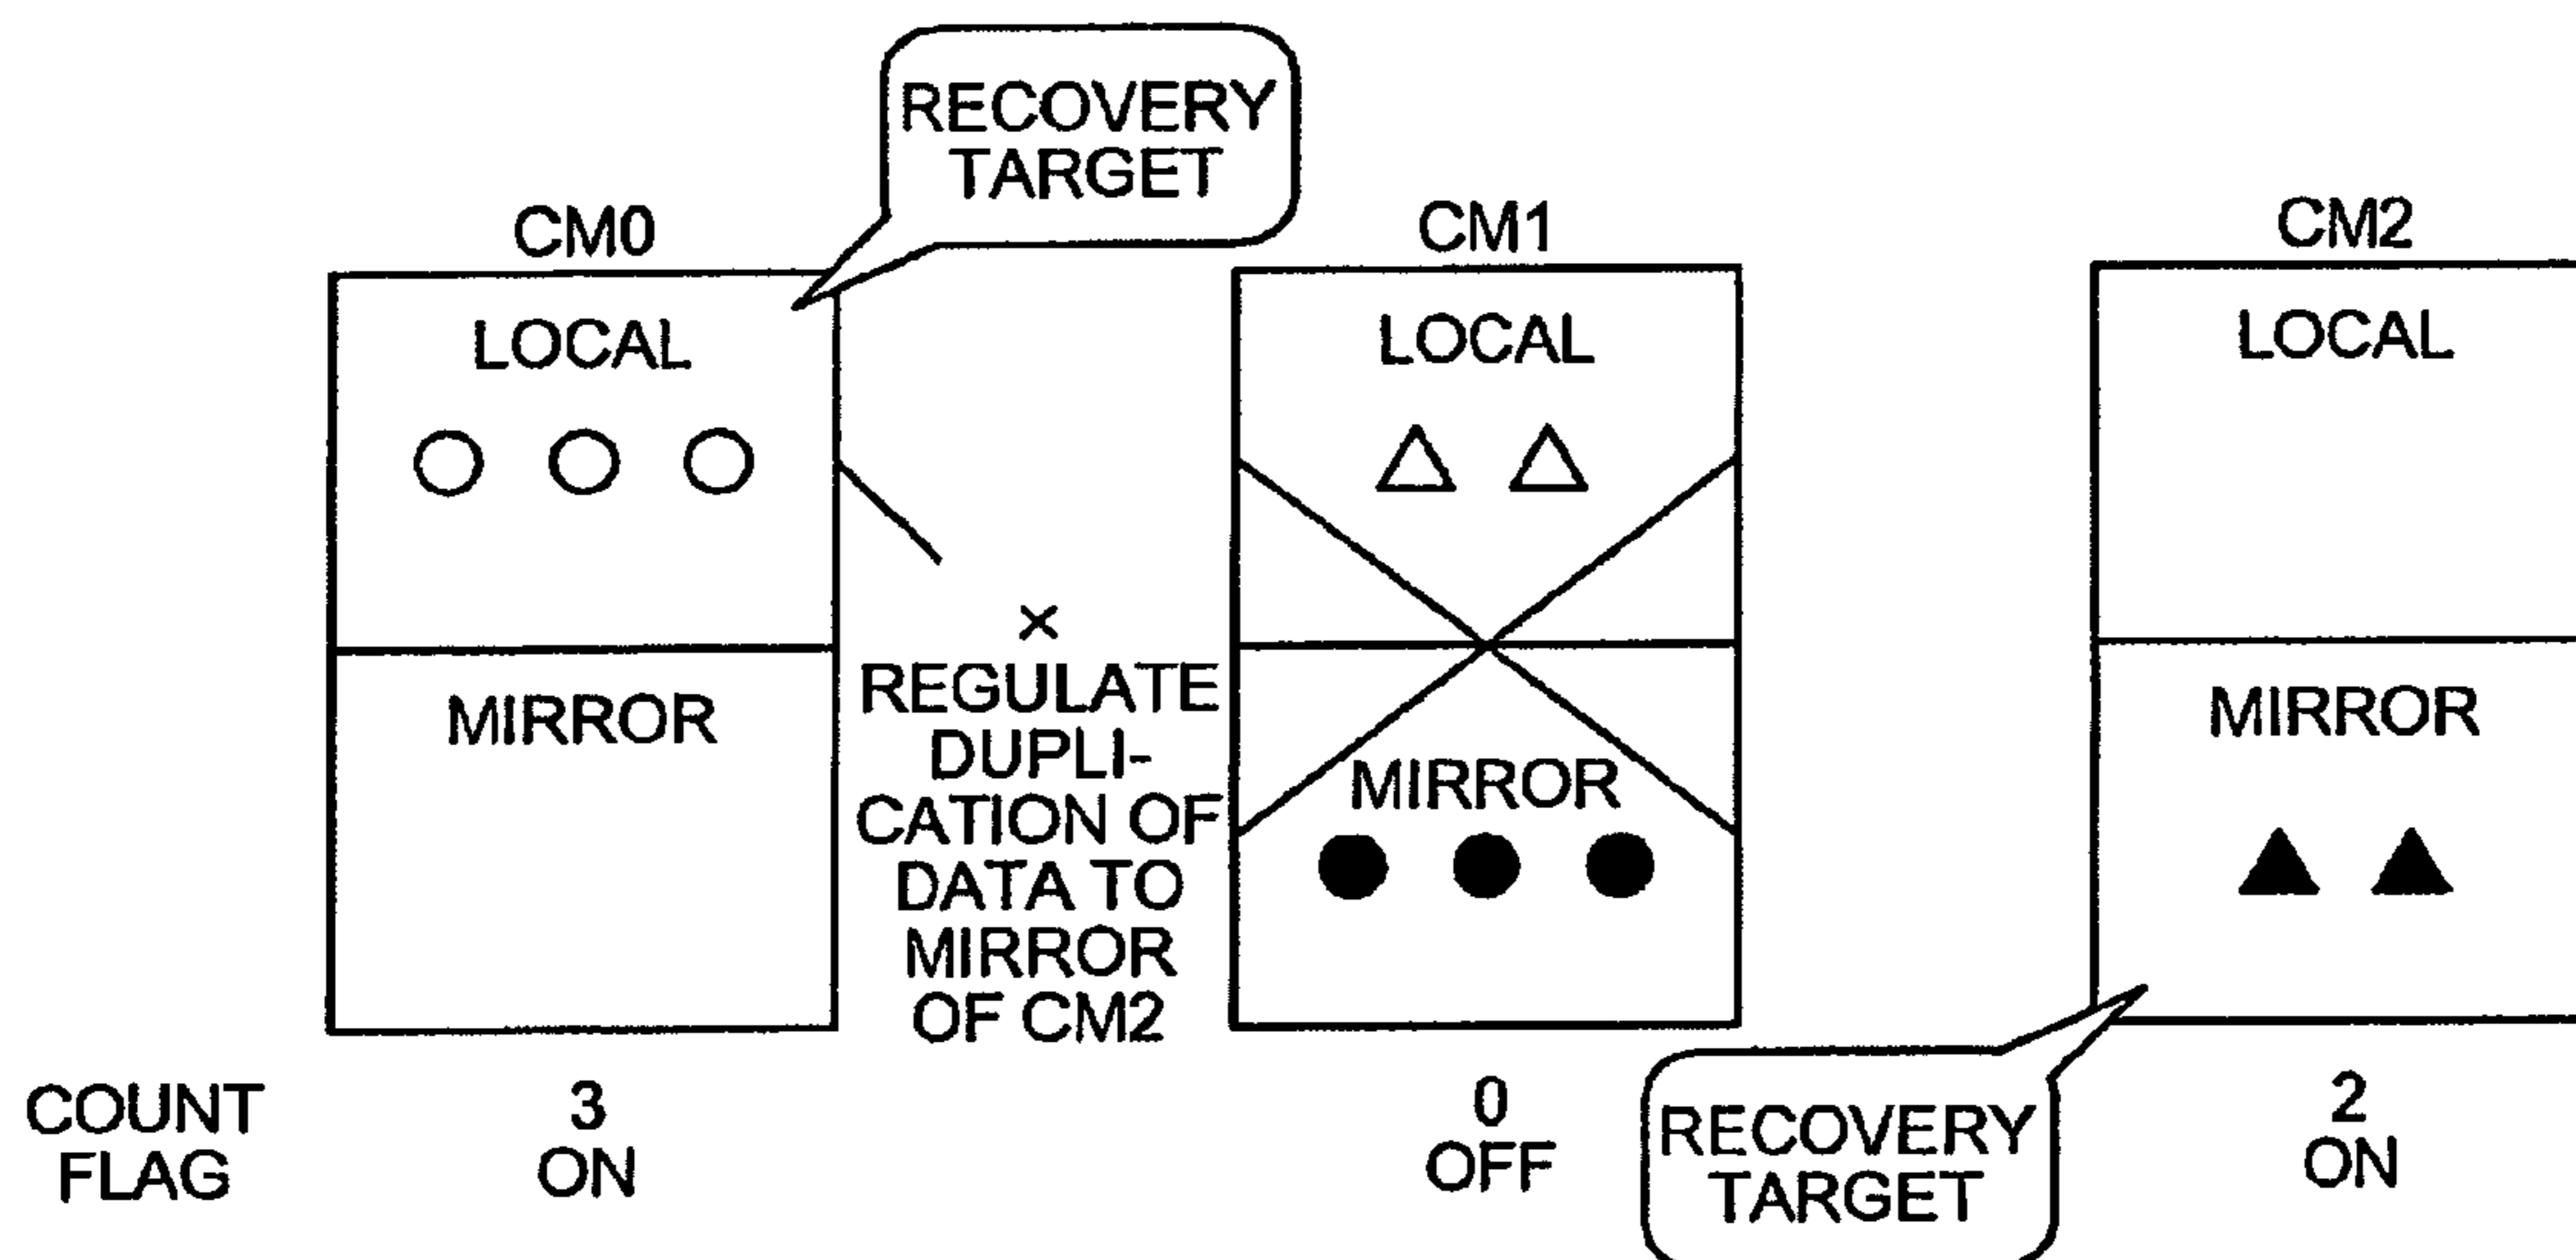 RECOVERY
TARGET
CM0
LOCAL
MIRROR
×
REGULATE
DUPLI-
CATION OF
DATA TO
MIRROR
OF CM2
CM1
LOCAL
MIRROR
CM2
LOCAL
MIRROR
RECOVERY
TARGET
COUNT 3 0 2
FLAG ON OFF ON